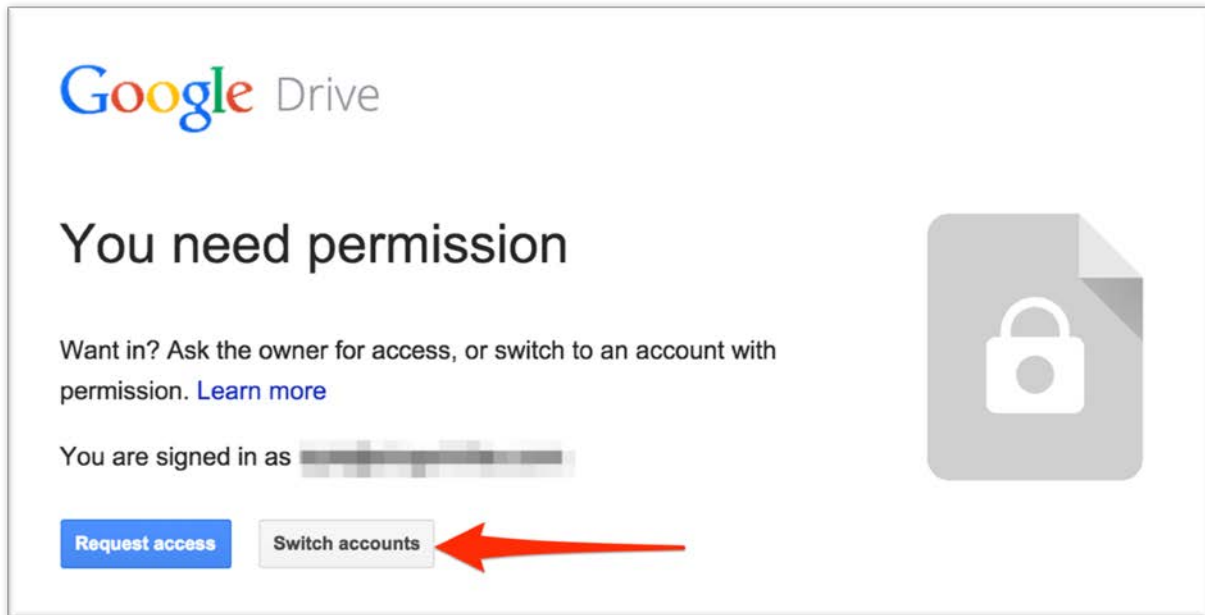 Google Drive
You need permission
Want in? Ask the owner for access, or switch to an account with
permission. Learn more
You are signed in as
Request access Switch accounts